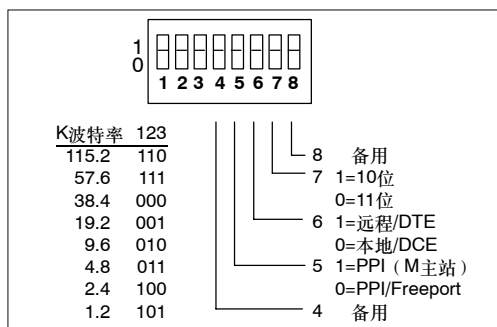 1
0
1 2 3 4 5 6 7 8
K波特率 123
115.2 110
57.6 111
38.4 000
19.2 001
9.6 010
4.8 011
2.4 100
1.2 101
8 备用
7 1=10位
0=11位
6 1=远程/DTE
0=本地/DCE
5 1=PPI（M主站）
0=PPI/Freeport
4 备用